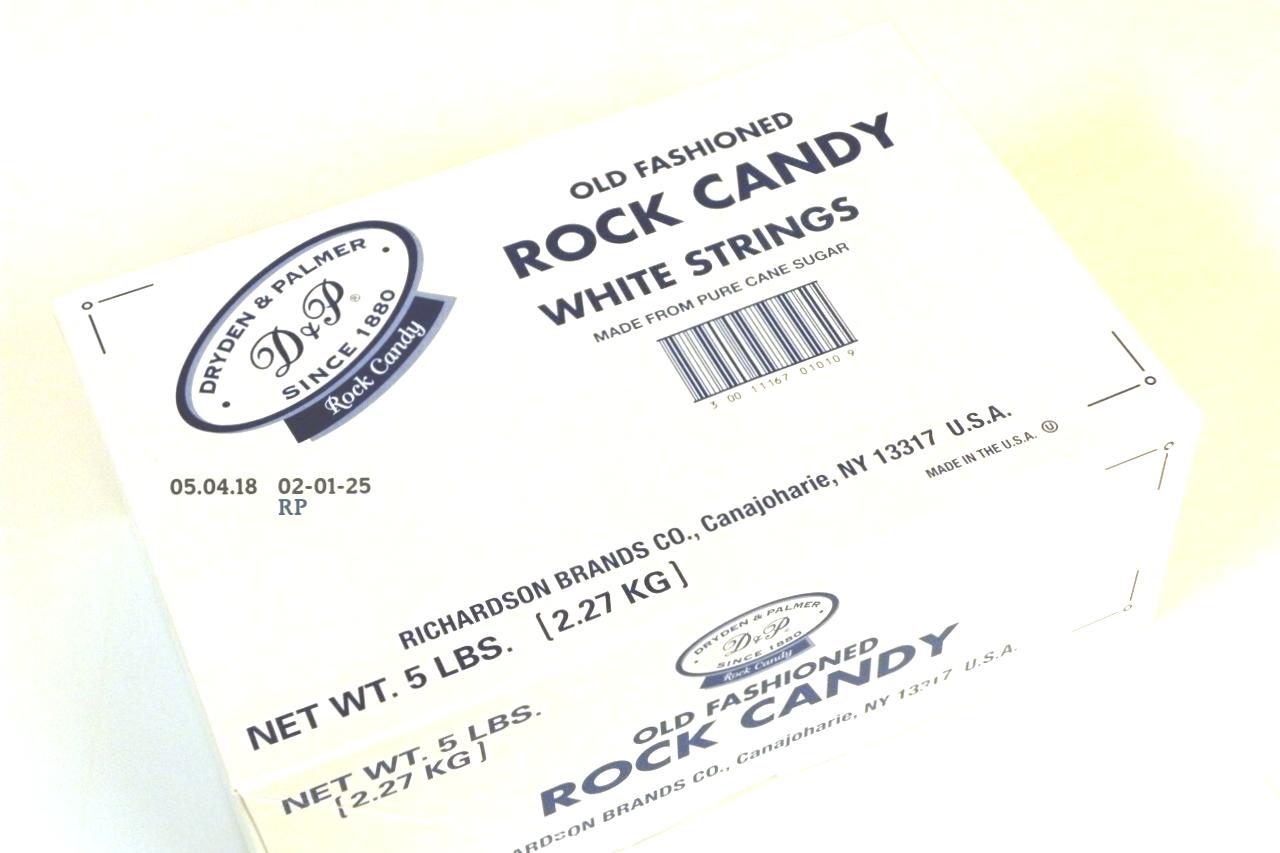 OLD FASHIONED
ROCK CANDY
WHITE STRINGS
MADE FROM PURE CANE SUGAR
3 00 11167 01010 9
DRYDEN & PALMER
D&P®
SINCE 1880
Rock Candy
05.04.18 02-01-25
RP
RICHARDSON BRANDS CO., Canajoharie, NY 13317 U.S.A.
MADE IN THE U.S.A. U
NET WT. 5 LBS. [2.27 KG]
DRYDEN & PALMER
D&P®
SINCE 1880
Rock Candy
OLD FASHIONED
ROCK CANDY
NET WT. 5 LBS.
[2.27 KG]
ARDSON BRANDS CO., Canajoharie, NY 13317 U.S.A.